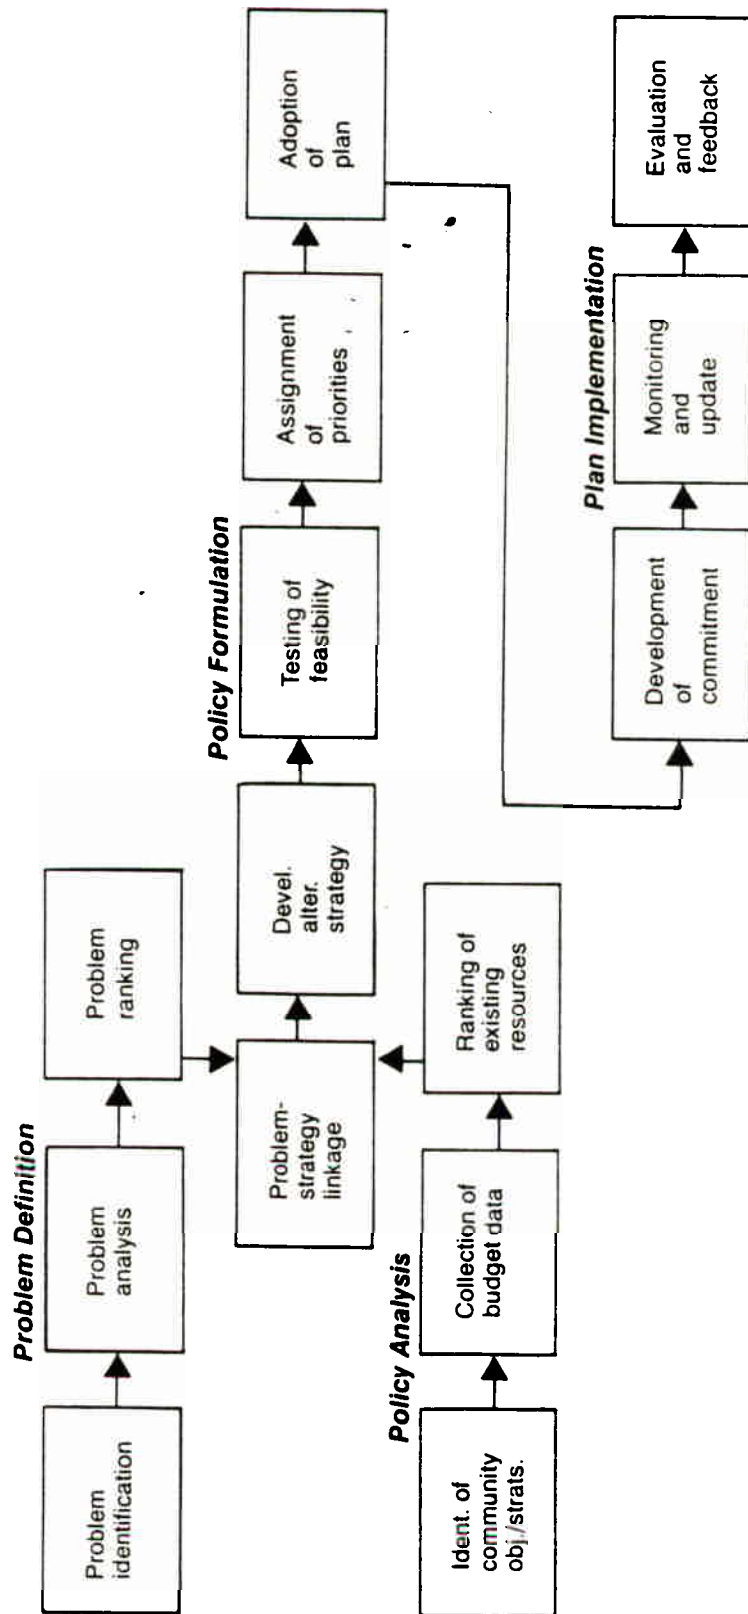 Problem Definition
Problem
identification
Problem
analysis
Problem
ranking
Policy Formulation
Problem-
strategy
linkage
Devel.
alter.
strategy
Testing of
feasibility
Assignment
of
priorities
Adoption
of
plan
Policy Analysis
Ident. of
community
obj./strats.
Collection of
budget data
Ranking of
existing
resources
Plan Implementation
Development
of
commitment
Monitoring
and
update
Evaluation
and
feedback